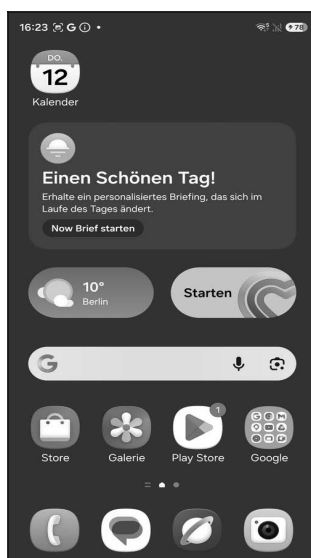 16:23 G
78
DO.
12
Kalender
Einen Schönen Tag!
Erhalte ein personalisiertes Briefing, das sich im
Laufe des Tages ändert.
Now Brief starten
10°
Berlin
Starten
G
1
Store
Galerie
Play Store
Google